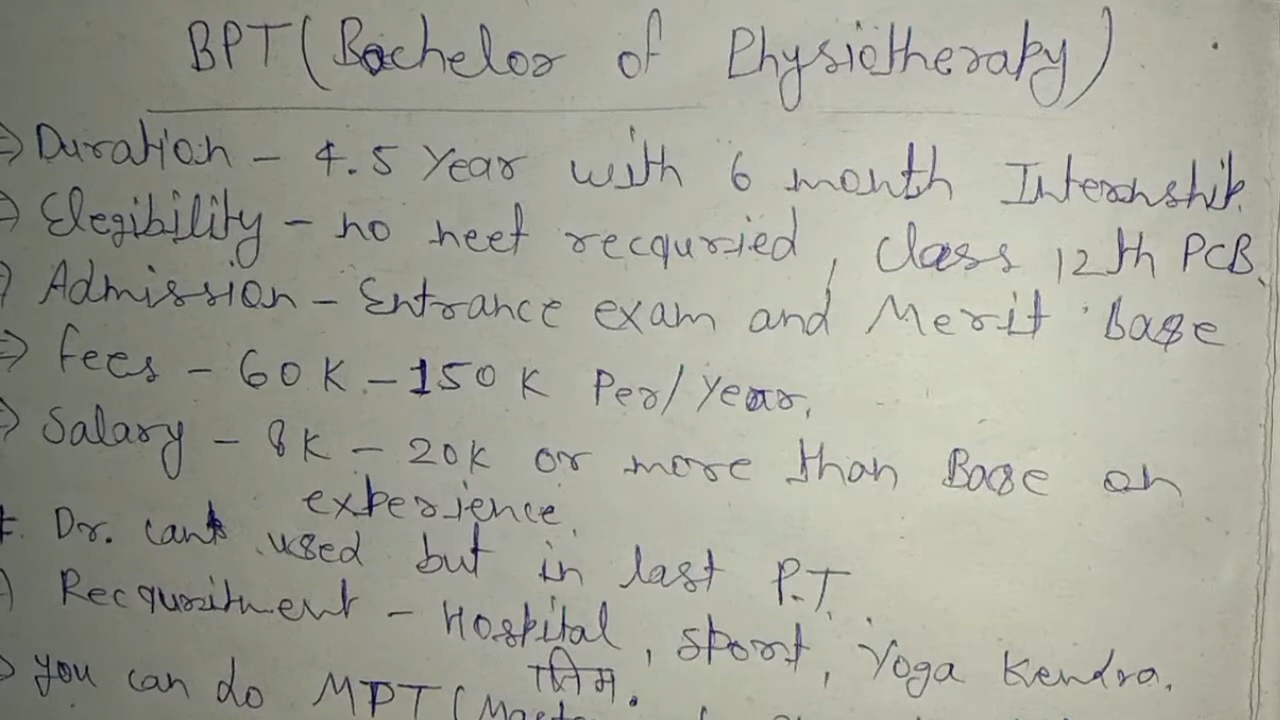 BPT (Bachelor of Physiotherapy)
⇒ Duration - 4.5 Year with 6 month Internship.
⇒ Elegibility - no neet recquried, class 12th PCB.
⇒ Admission - Entrance exam and Merit Base
⇒ Fees - 60K - 150K Per/Year.
⇒ Salary - 8K - 20K or more than Base on
experience.
Dr. can used but in last P.T.
Recquritment - Hospital, sport, Yoga Kendra.
you can do MPT (